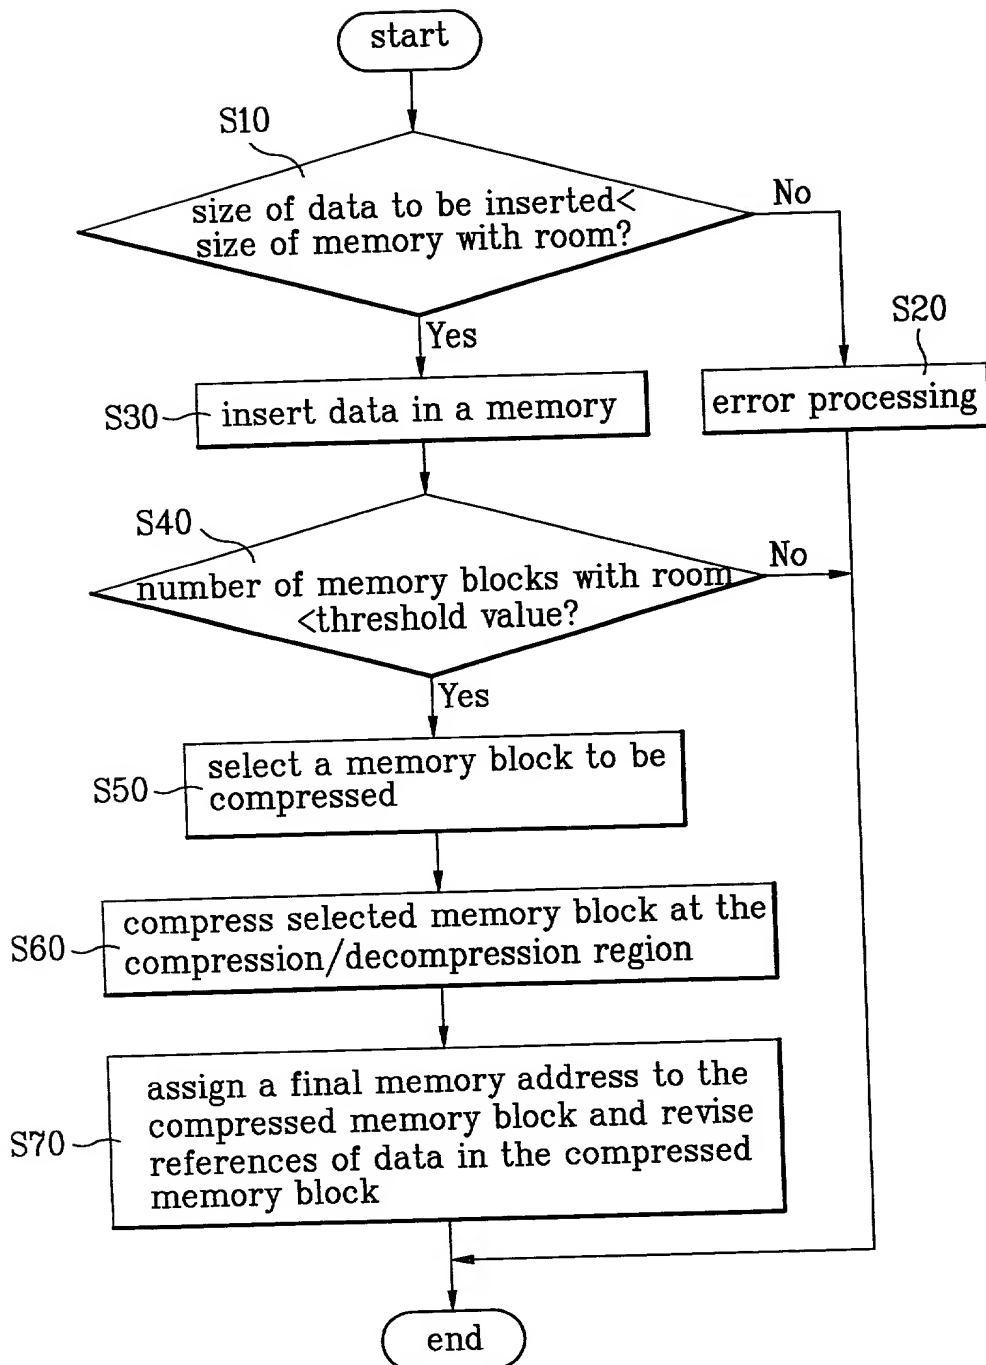 start
S10
size of data to be inserted<
size of memory with room?
No
Yes
S20
error processing
S30
insert data in a memory
S40
number of memory blocks with room
<threshold value?
No
Yes
S50
select a memory block to be
compressed
S60
compress selected memory block at the
compression/decompression region
S70
assign a final memory address to the
compressed memory block and revise
references of data in the compressed
memory block
end